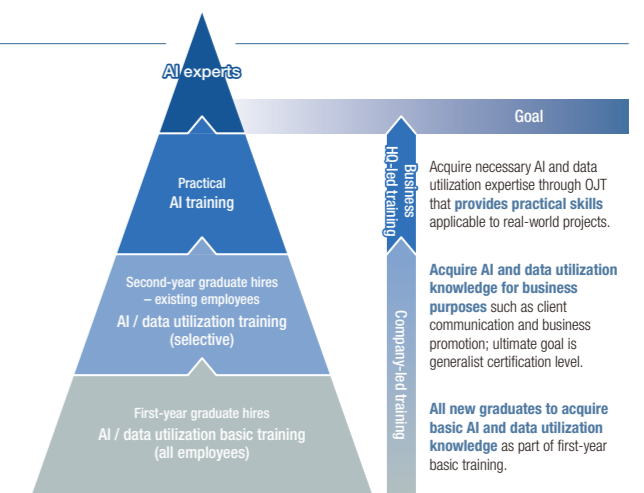 AI experts
Goal
Practical
AI training
Business
HQ-led training
Acquire necessary AI and data
utilization expertise through OJT
that provides practical skills
applicable to real-world projects.
Second-year graduate hires
– existing employees
AI / data utilization training
(selective)
Company-led training
Acquire AI and data utilization
knowledge for business
purposes such as client
communication and business
promotion; ultimate goal is
generalist certification level.
First-year graduate hires
AI / data utilization basic training
(all employees)
All new graduates to acquire
basic AI and data utilization
knowledge as part of first-year
basic training.